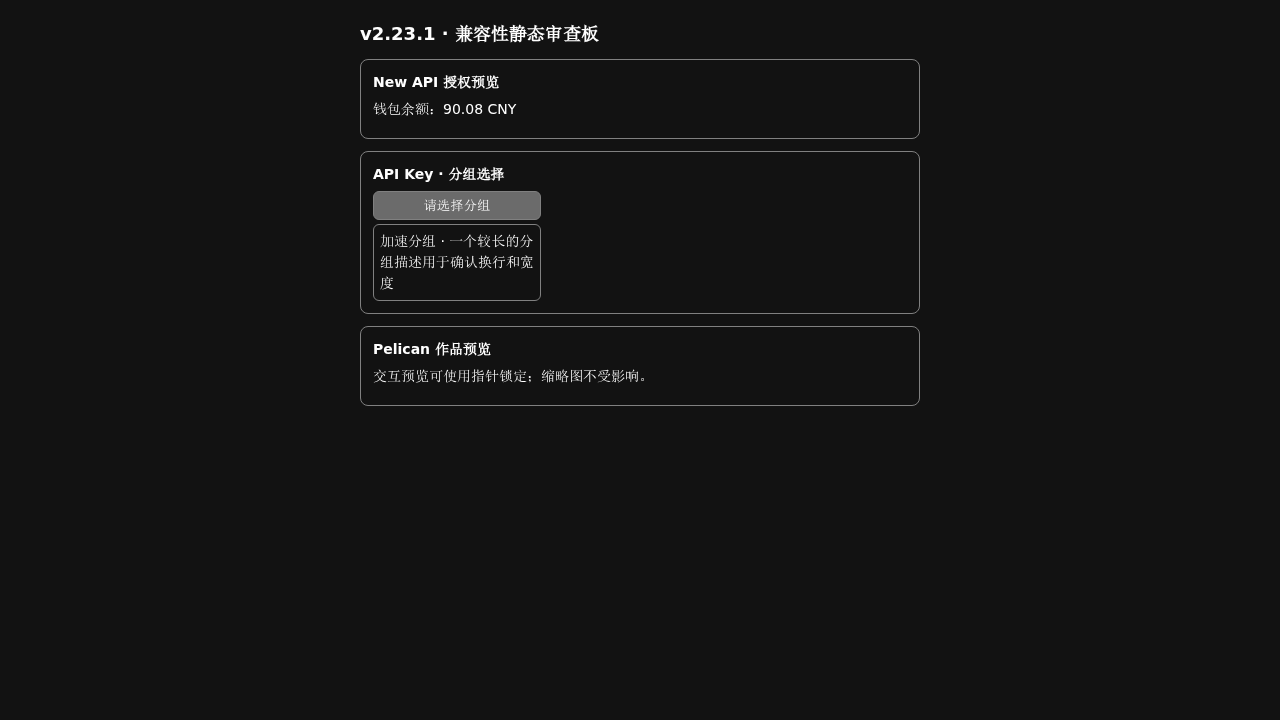 v2.23.1 · 兼容性静态审查板
New API 授权预览
钱包余额：90.08 CNY
API Key · 分组选择
请选择分组
加速分组 · 一个较长的分
组描述用于确认换行和宽
度
Pelican 作品预览
交互预览可使用指针锁定；缩略图不受影响。